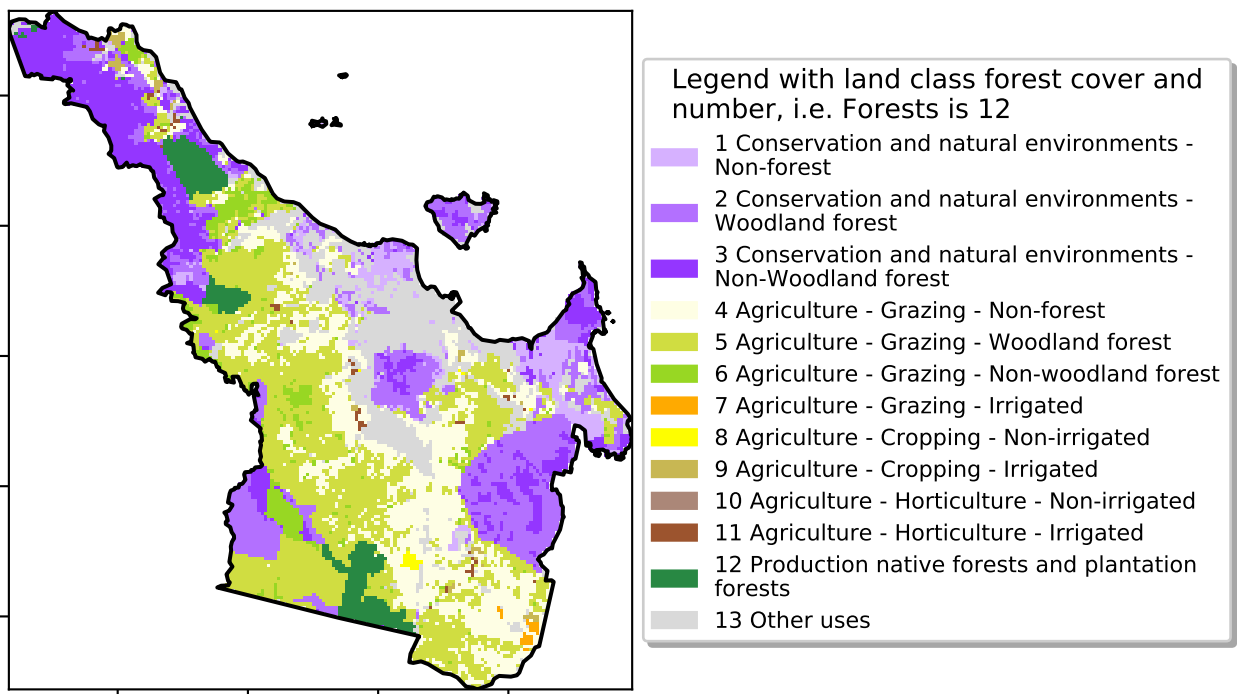 Legend with land class forest cover and
number, i.e. Forests is 12
1 Conservation and natural environments -
Non-forest
2 Conservation and natural environments -
Woodland forest
3 Conservation and natural environments -
Non-Woodland forest
4 Agriculture - Grazing - Non-forest
5 Agriculture - Grazing - Woodland forest
6 Agriculture - Grazing - Non-woodland forest
7 Agriculture - Grazing - Irrigated
8 Agriculture - Cropping - Non-irrigated
9 Agriculture - Cropping - Irrigated
10 Agriculture - Horticulture - Non-irrigated
11 Agriculture - Horticulture - Irrigated
12 Production native forests and plantation
forests
13 Other uses